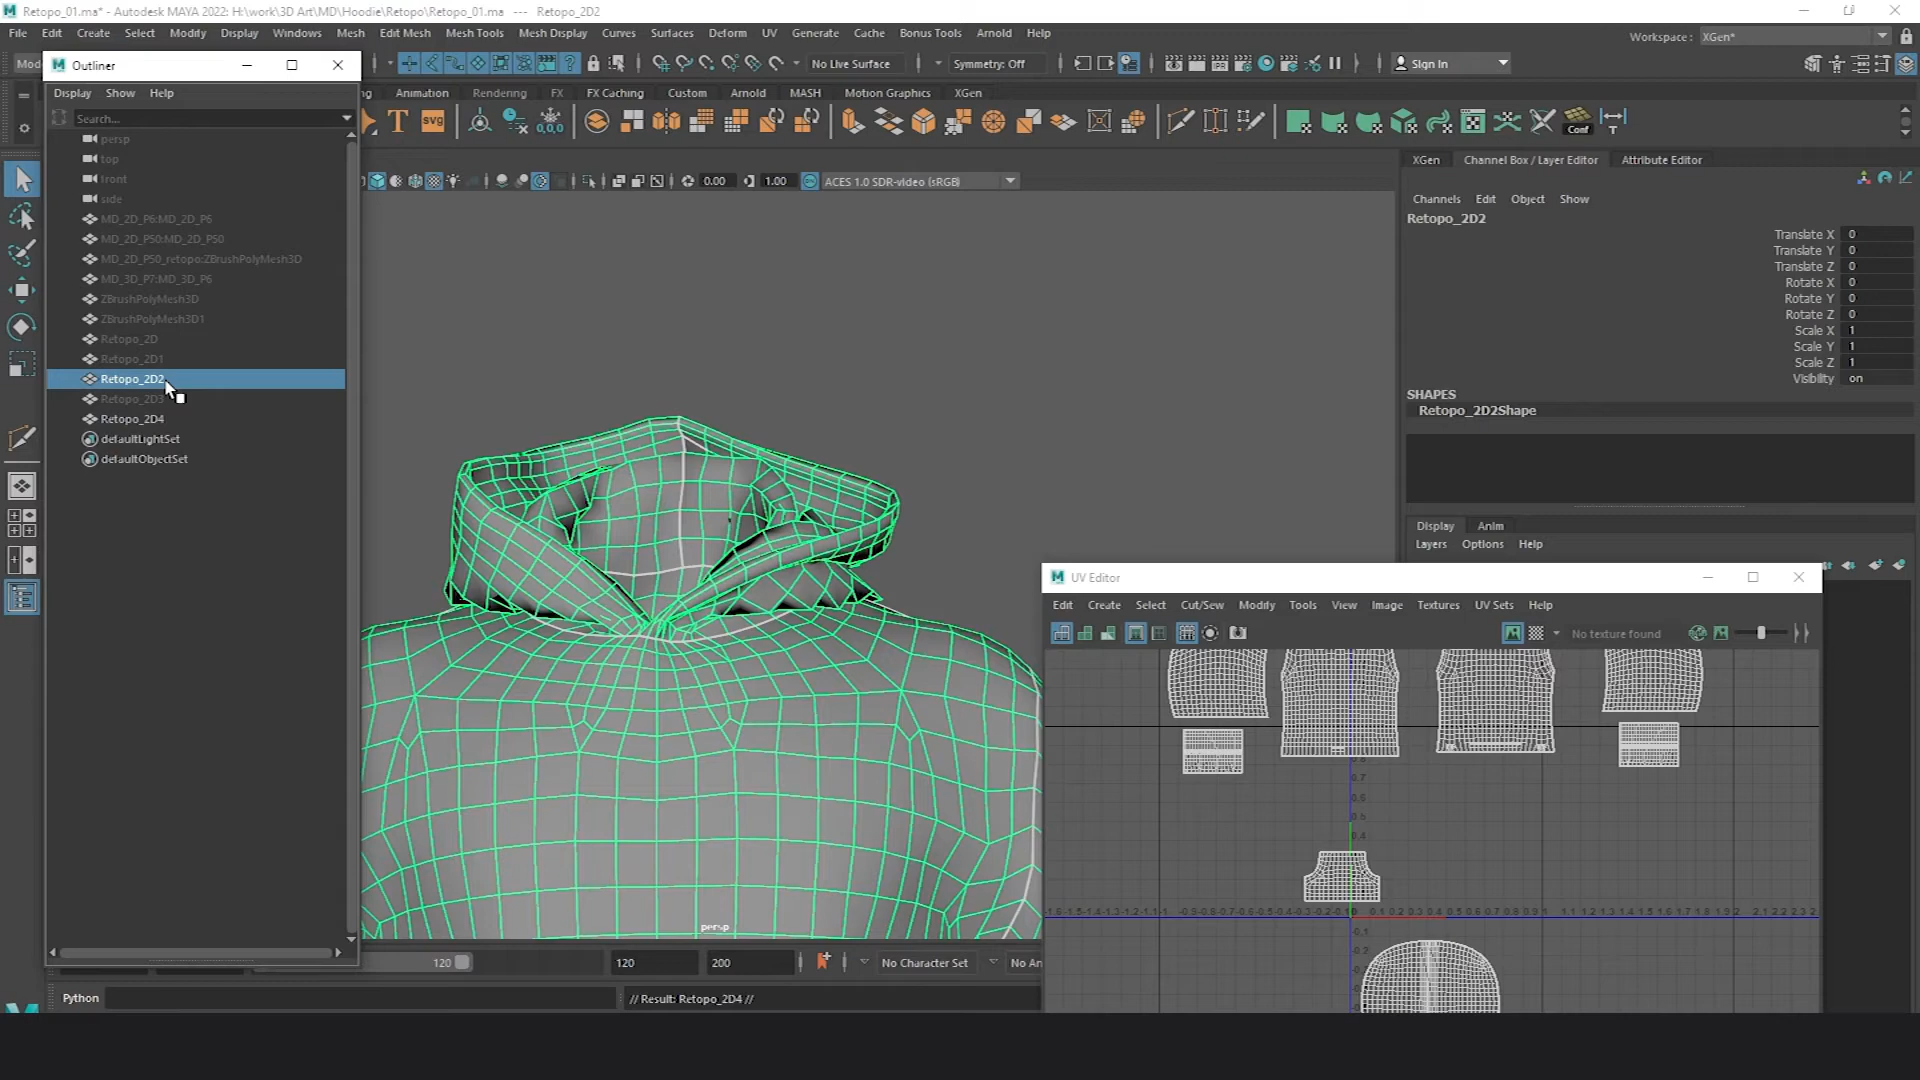 Retopo_01.ma* - Autodesk MAYA 2022: H:\work\3D Art\MD\Hoodie\Retopo\Retopo_01.ma --- Retopo_2D2
File Edit Create Select Modify Display Windows Mesh Edit Mesh Mesh Tools Mesh Display Curves Surfaces Deform UV Generate Cache Bonus Tools Arnold Help
Workspace : XGen*
Outliner
No Live Surface
Symmetry: Off
Sign In
Display Show Help
Animation Rendering FX FX Caching Custom Arnold MASH Motion Graphics XGen
Search...
T svg 0,0,0 Conf T
persp
top
front
side
MD_2D_P6:MD_2D_P6
MD_2D_P50:MD_2D_P50
MD_2D_P50_retopo:ZBrushPolyMesh3D
MD_3D_P7:MD_3D_P6
ZBrushPolyMesh3D
ZBrushPolyMesh3D1
Retopo_2D
Retopo_2D1
Retopo_2D2
Retopo_2D3
Retopo_2D4
defaultLightSet
defaultObjectSet
0.00 1.00 ACES 1.0 SDR-video (sRGB)
XGen Channel Box / Layer Editor Attribute Editor
Channels Edit Object Show
Retopo_2D2
Translate X 0
Translate Y 0
Translate Z 0
Rotate X 0
Rotate Y 0
Rotate Z 0
Scale X 1
Scale Y 1
Scale Z 1
Visibility on
SHAPES
Retopo_2D2Shape
Display Anim
Layers Options Help
UV Editor
Edit Create Select Cut/Sew Modify Tools View Image Textures UV Sets Help
No texture found
persp
120 120 200 No Character Set No An
Python // Result: Retopo_2D4 //